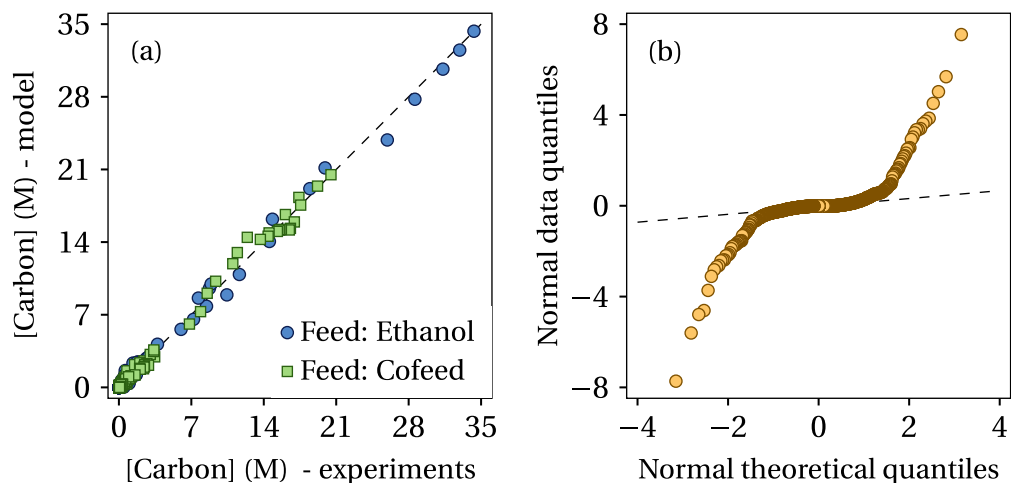 (a)
[Carbon] (M) - model
35
28
21
14
7
0
0 7 14 21 28 35
[Carbon] (M) - experiments
Feed: Ethanol
Feed: Cofeed
(b)
Normal data quantiles
8
4
0
−4
−8
−4 −2 0 2 4
Normal theoretical quantiles